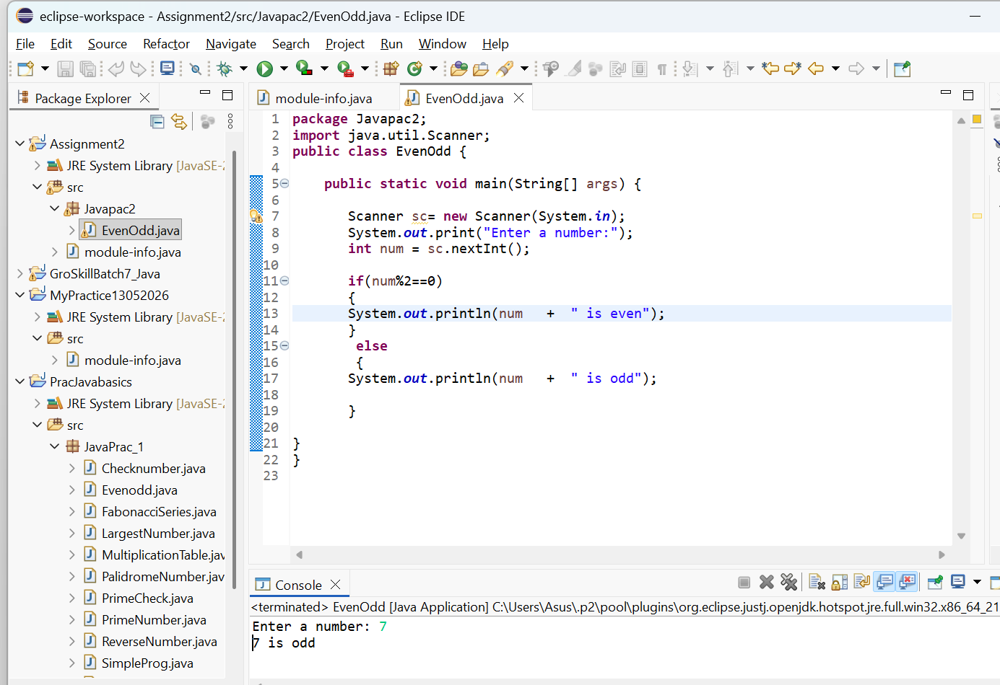 eclipse-workspace - Assignment2/src/Javapac2/EvenOdd.java - Eclipse IDE
File Edit Source Refactor Navigate Search Project Run Window Help
Package Explorer
Assignment2
JRE System Library [JavaSE-2
src
Javapac2
EvenOdd.java
module-info.java
GroSkillBatch7_Java
MyPractice13052026
JRE System Library [JavaSE-2
src
module-info.java
PracJavabasics
JRE System Library [JavaSE-2
src
JavaPrac_1
Checknumber.java
Evenodd.java
FabonacciSeries.java
LargestNumber.java
MultiplicationTable.jav
PalidromeNumber.jav
PrimeCheck.java
PrimeNumber.java
ReverseNumber.java
SimpleProg.java
module-info.java EvenOdd.java
1 package Javapac2;
2 import java.util.Scanner;
3 public class EvenOdd {
4
5 public static void main(String[] args) {
6
7 Scanner sc= new Scanner(System.in);
8 System.out.print("Enter a number:");
9 int num = sc.nextInt();
10
11 if(num%2==0)
12 {
13 System.out.println(num + " is even");
14 }
15 else
16 {
17 System.out.println(num + " is odd");
18
19 }
20
21 }
22 }
23
Console
<terminated> EvenOdd [Java Application] C:\Users\Asus\.p2\pool\plugins\org.eclipse.justj.openjdk.hotspot.jre.full.win32.x86_64_21
Enter a number: 7
7 is odd